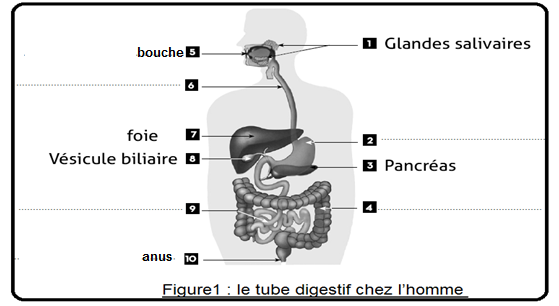 1 Glandes salivaires
bouche 5
6
foie 7
2
Vésicule biliaire 8
3 Pancréas
9
4
anus 10
Figure1 : le tube digestif chez l'homme